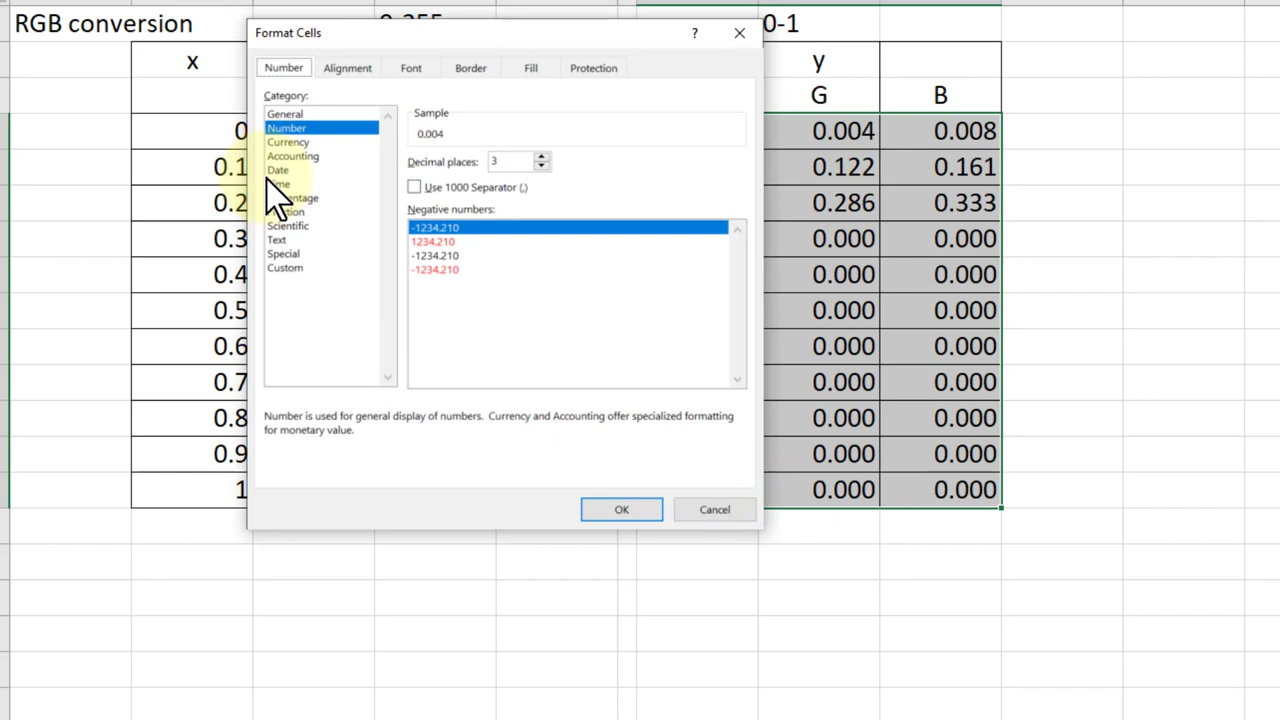 RGB conversion
0-1
x
y
G
B
0
0.004
0.008
0.1
0.122
0.161
0.2
0.286
0.333
0.3
0.000
0.000
0.4
0.000
0.000
0.5
0.000
0.000
0.6
0.000
0.000
0.7
0.000
0.000
0.8
0.000
0.000
0.9
0.000
0.000
1
0.000
0.000
Format Cells
?
Number
Alignment
Font
Border
Fill
Protection
Category:
General
Number
Currency
Accounting
Date
Scientific
Text
Special
Custom
Sample
0.004
Decimal places:
3
Use 1000 Separator (,)
Negative numbers:
-1234.210
1234.210
-1234.210
-1234.210
Number is used for general display of numbers. Currency and Accounting offer specialized formatting
for monetary value.
OK
Cancel